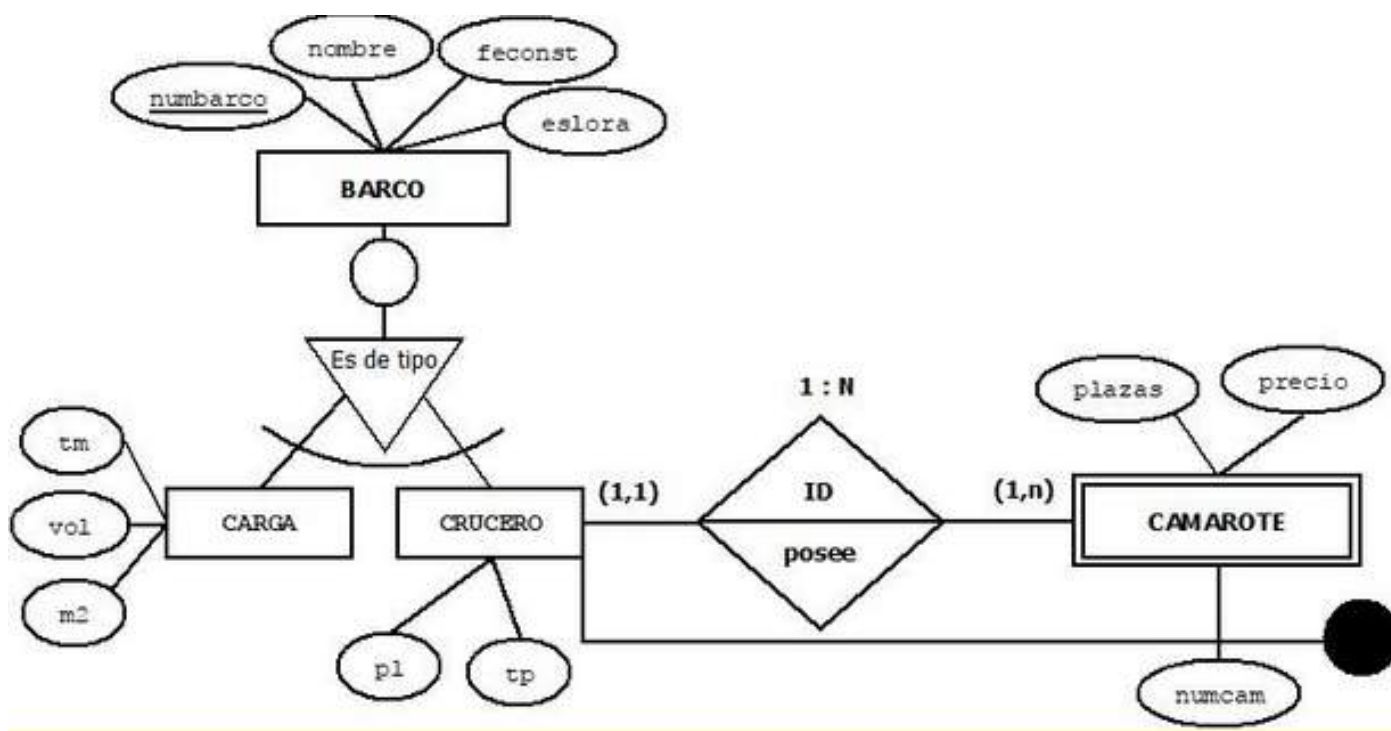 nombre
feconst
numbarco
eslora
BARCO
Es de tipo
1 : N
plazas
precio
tm
vol
m2
CARGA
CRUCERO
(1,1)
ID
posee
(1,n)
CAMAROTE
pl
tp
numcam